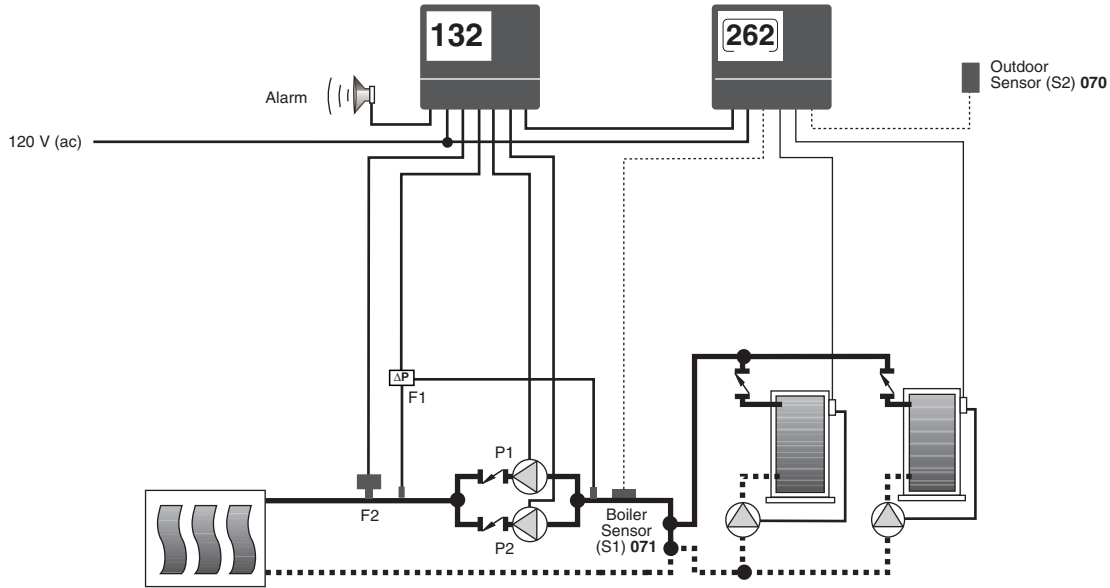 132
262
Outdoor
Sensor (S2) 070
Alarm
120 V (ac)
ΔP
F1
P1
F2
P2
Boiler
Sensor
(S1) 071